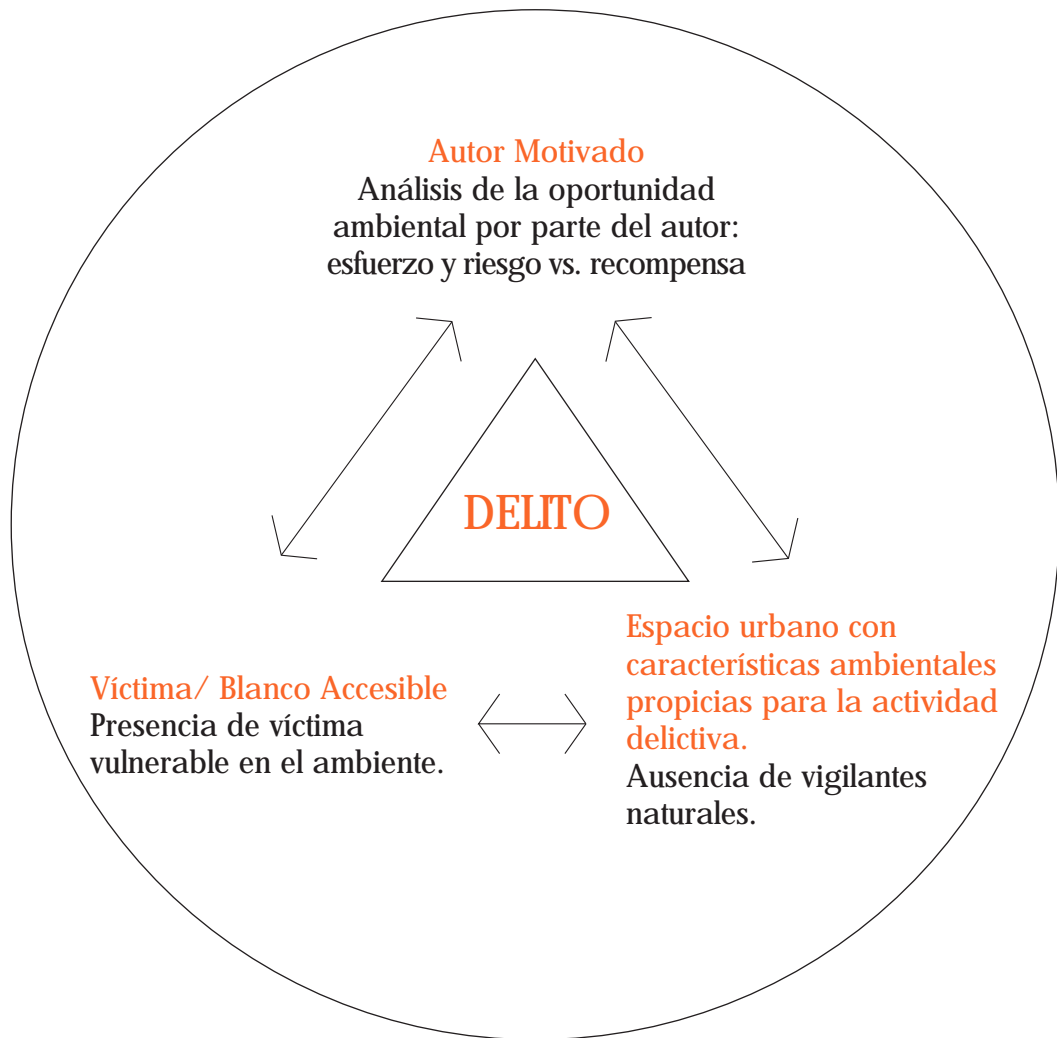 Autor Motivado
Análisis de la oportunidad
ambiental por parte del autor:
esfuerzo y riesgo vs. recompensa
DELITO
Víctima/ Blanco Accesible
Presencia de víctima
vulnerable en el ambiente.
Espacio urbano con
características ambientales
propicias para la actividad
delictiva.
Ausencia de vigilantes
naturales.